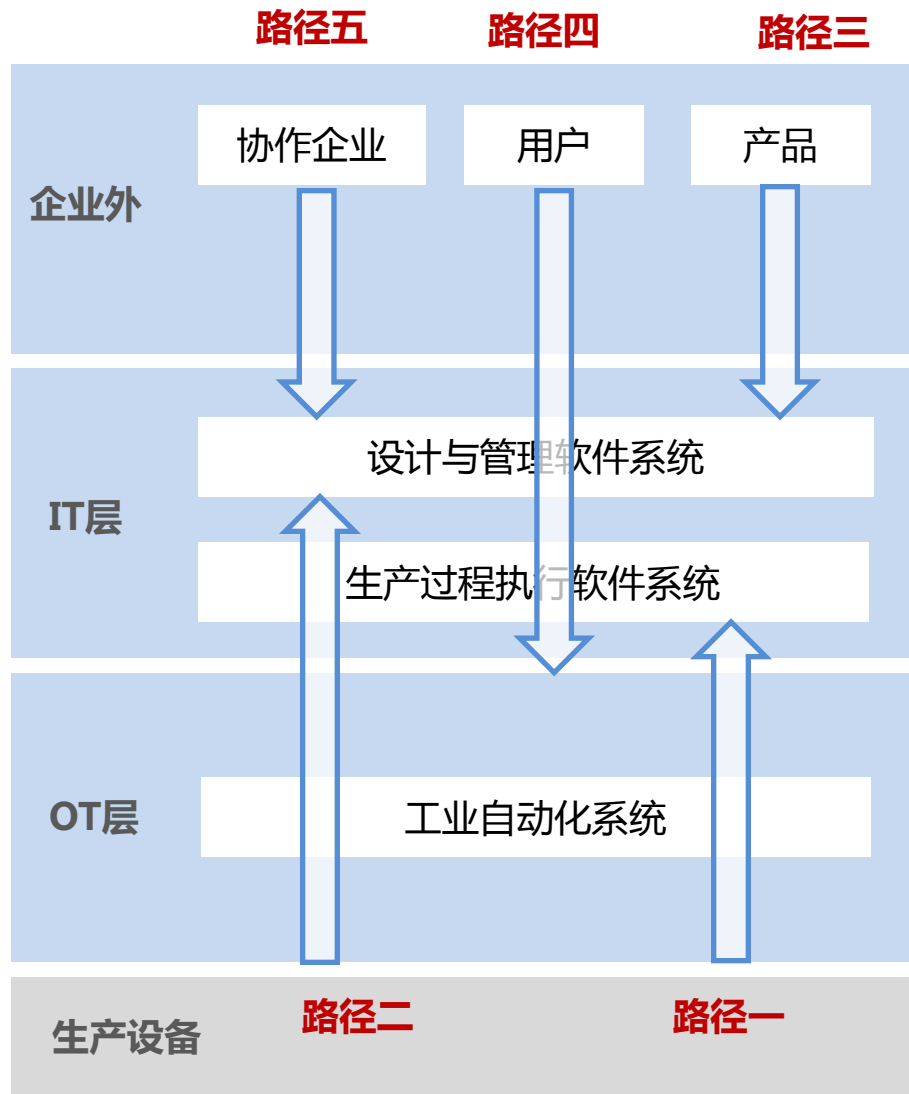 路径五 路径四 路径三
协作企业 用户 产品
企业外
设计与管理软件系统
IT层
生产过程执行软件系统
OT层
工业自动化系统
路径二 路径一
生产设备